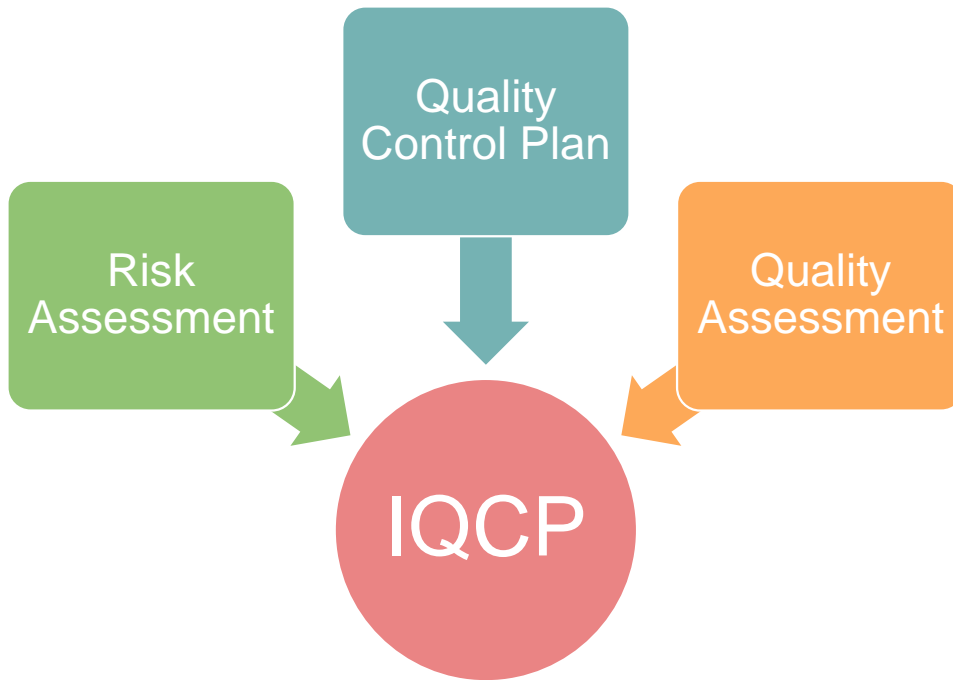 Quality
Control Plan
Risk
Assessment
Quality
Assessment
IQCP